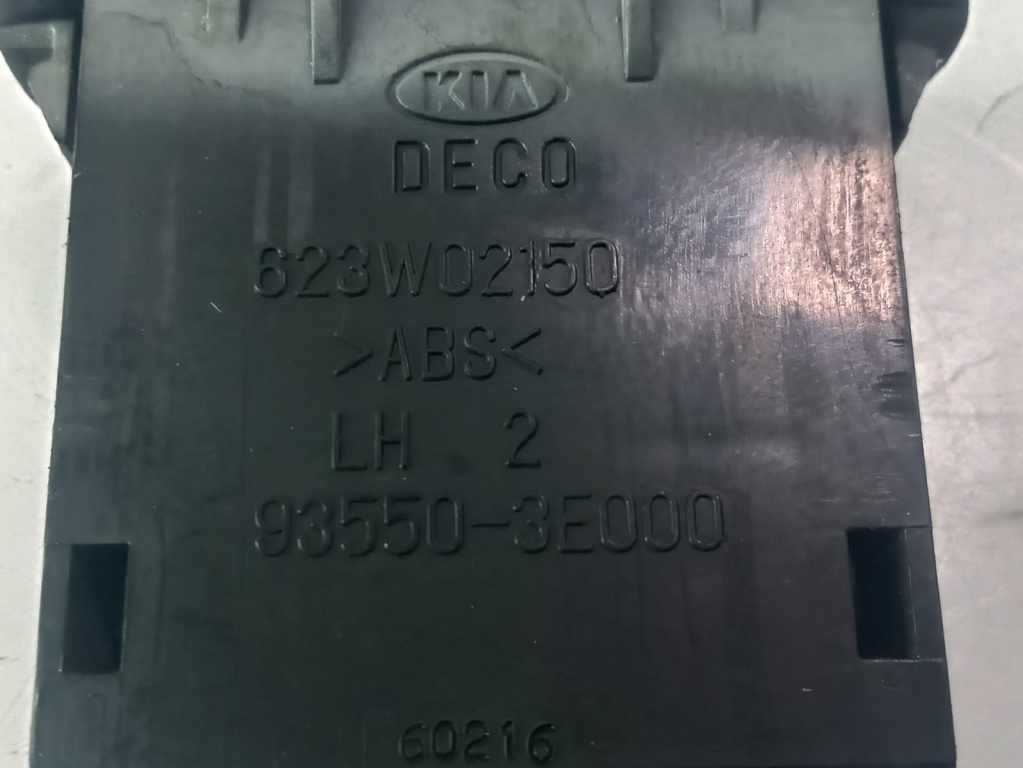 KIA
DECO
623W02150
>ABS<
LH 2
93550-3E000
60216